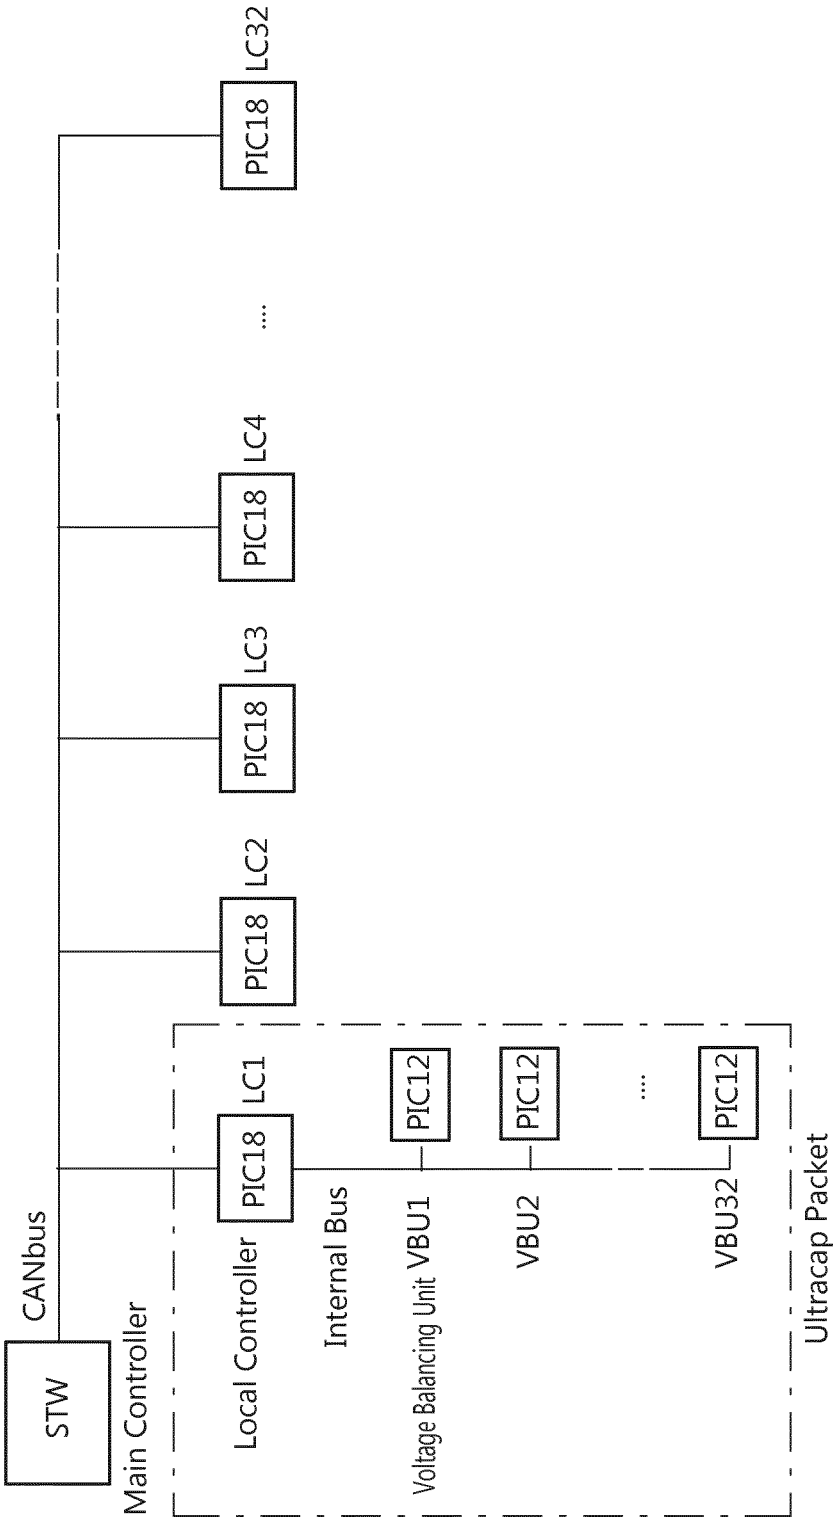 STW
Main Controller
CANbus
PIC18
LC1
Local Controller
PIC18
LC2
PIC18
LC3
PIC18
LC4
....
PIC18
LC32
Internal Bus
Voltage Balancing Unit VBU1
PIC12
VBU2
PIC12
....
VBU32
PIC12
Ultracap Packet